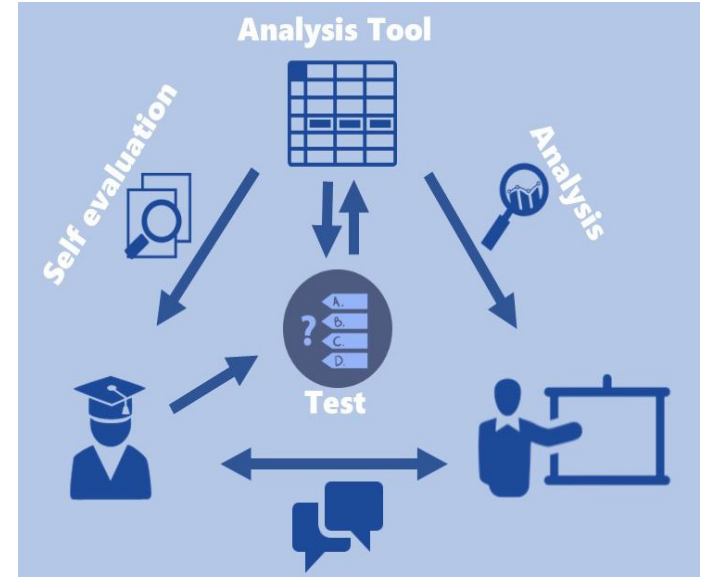 Analysis Tool
Self evaluation
Analysis
?
A.
B.
C.
D.
Test